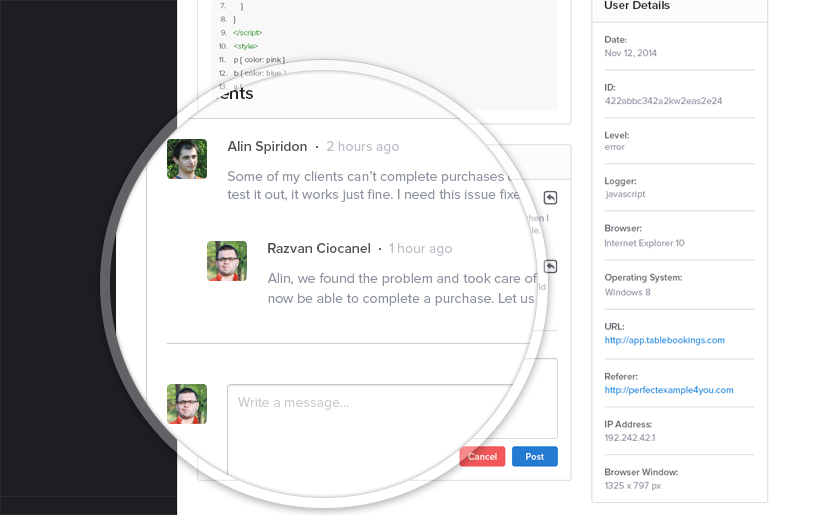 7. }
8. }
9. </script>
10. <style>
11. p { color: pink }
12. b { color: blue }
13. u {
ents
Alin Spiridon · 2 hours ago
Some of my clients can't complete purchases
test it out, it works just fine. I need this issue fixe
when I
le.
Razvan Ciocanel · 1 hour ago
Alin, we found the problem and took care of
now be able to complete a purchase. Let us
ld
Write a message...
Cancel
Post
User Details
Date:
Nov 12, 2014
ID:
422abbc342a2kw2eas2e24
Level:
error
Logger:
javascript
Browser:
Internet Explorer 10
Operating System:
Windows 8
URL:
http://app.tablebookings.com
Referer:
http://perfectexample4you.com
IP Address:
192.242.42.1
Browser Window:
1325 x 797 px